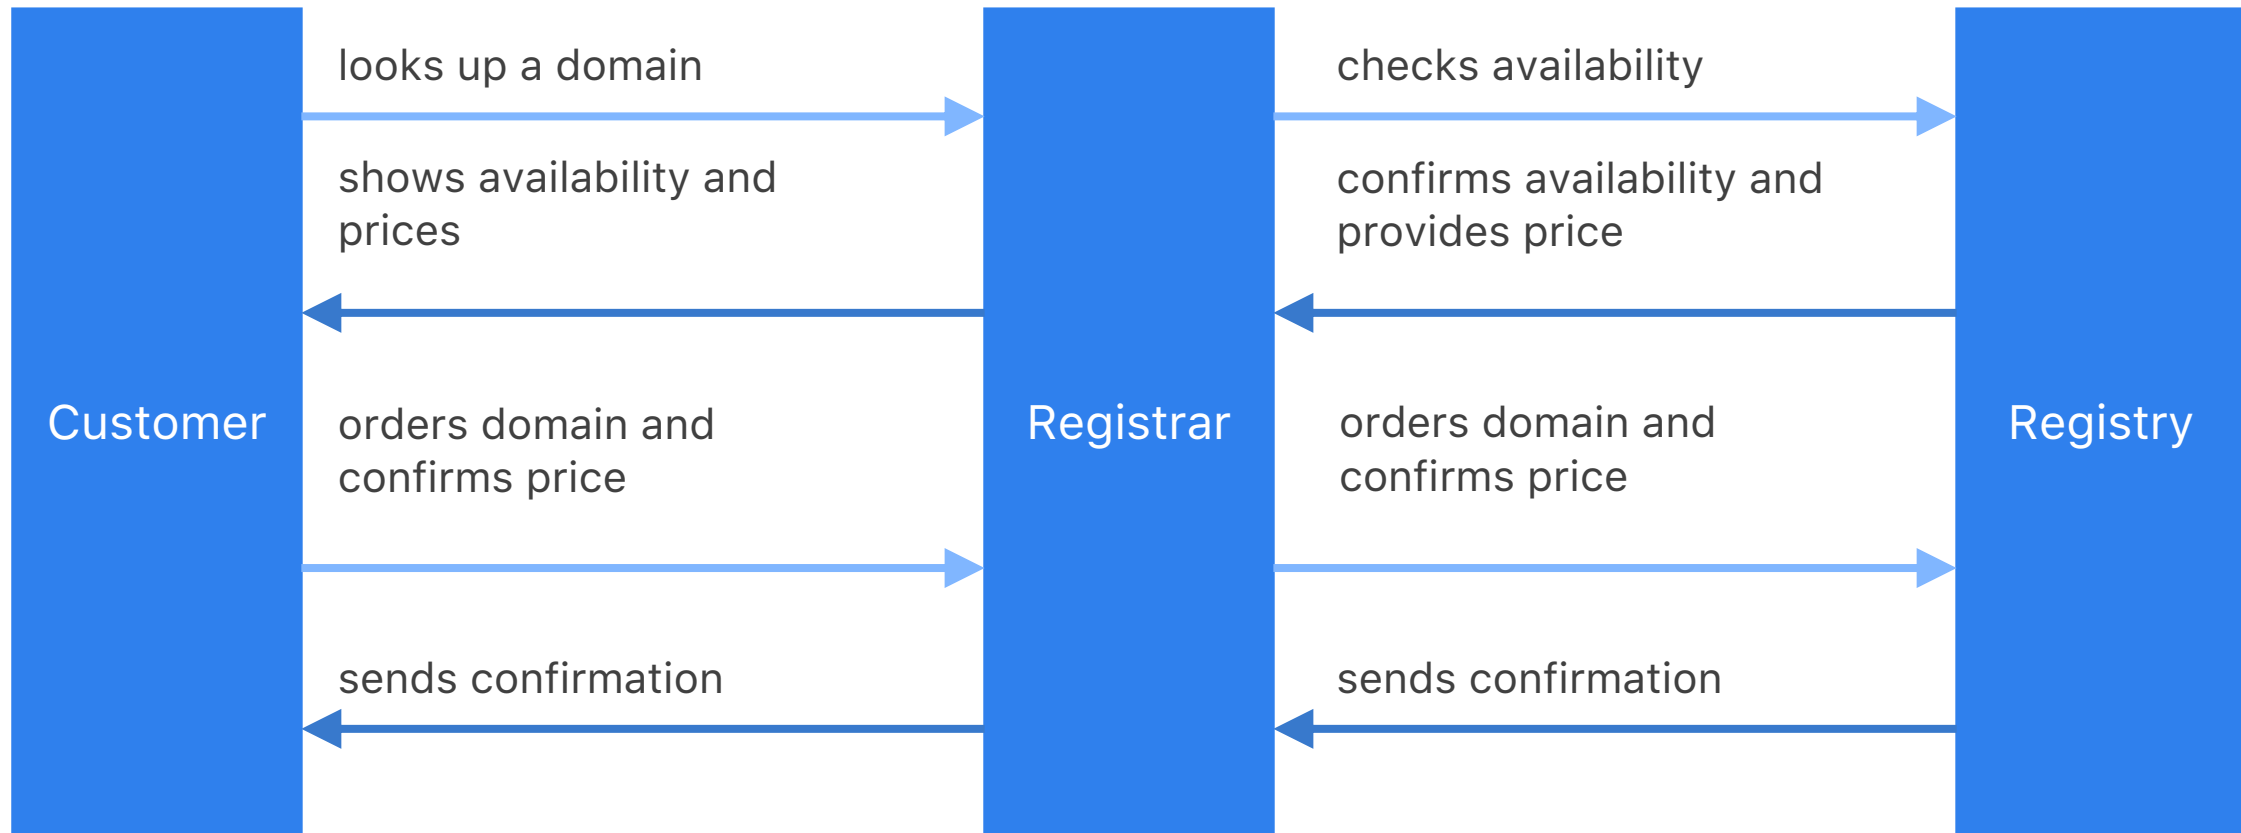 looks up a domain
checks availability
shows availability and
prices
confirms availability and
provides price
Customer
orders domain and
confirms price
Registrar
orders domain and
confirms price
Registry
sends confirmation
sends confirmation